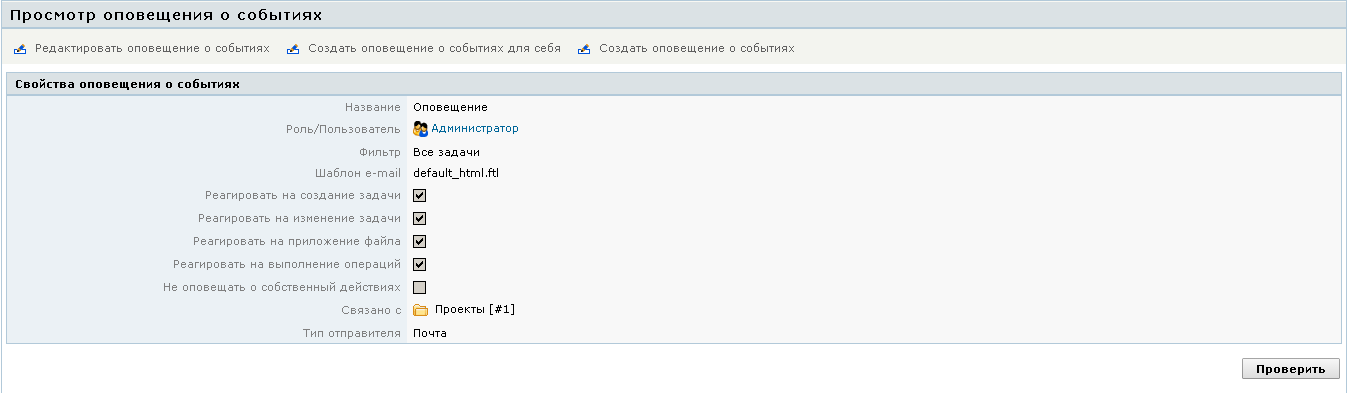 Просмотр оповещения о событиях
Редактировать оповещение о событиях Создать оповещение о событиях для себя Создать оповещение о событиях
Свойства оповещения о событиях
Название Оповещение
Роль/Пользователь Администратор
Фильтр Все задачи
Шаблон e-mail default_html.ftl
Реагировать на создание задачи
Реагировать на изменение задачи
Реагировать на приложение файла
Реагировать на выполнение операций
Не оповещать о собственный действиях
Связано с Проекты [#1]
Тип отправителя Почта
Проверить